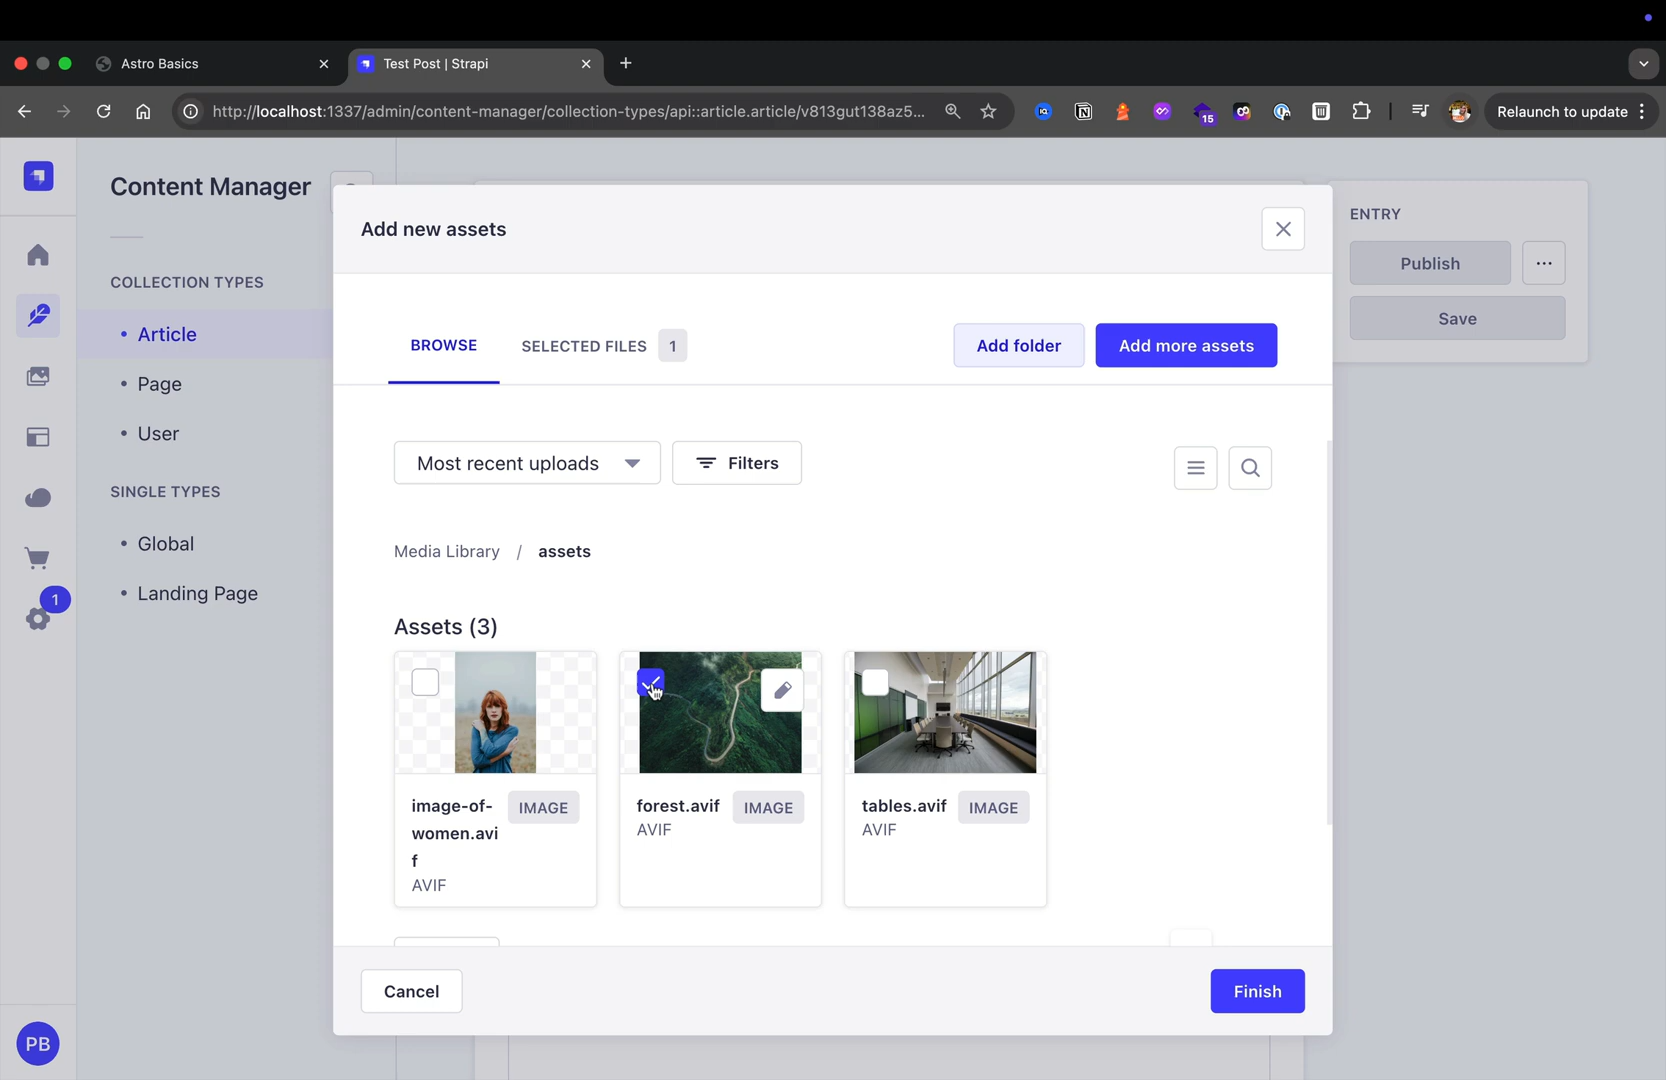 Astro Basics
Test Post | Strapi
http://localhost:1337/admin/content-manager/collection-types/api::article.article/v813gut138az5...
15
Relaunch to update
Content Manager
COLLECTION TYPES
Article
Page
User
SINGLE TYPES
Global
Landing Page
1
PB
Add new assets
BROWSE
SELECTED FILES 1
Add folder
Add more assets
Most recent uploads
Filters
Media Library / assets
Assets (3)
image-of-
women.avi
f
AVIF
IMAGE
forest.avif
AVIF
IMAGE
tables.avif
AVIF
IMAGE
Cancel
Finish
ENTRY
Publish
...
Save